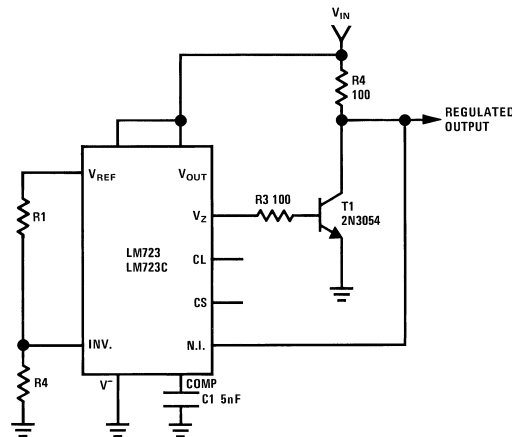 VIN
R4
100
REGULATED
OUTPUT
VREF
VOUT
R1
VZ
R3 100
T1
2N3054
LM723
LM723C
CL
CS
INV.
N.I.
R4
V−
COMP
C1 5nF